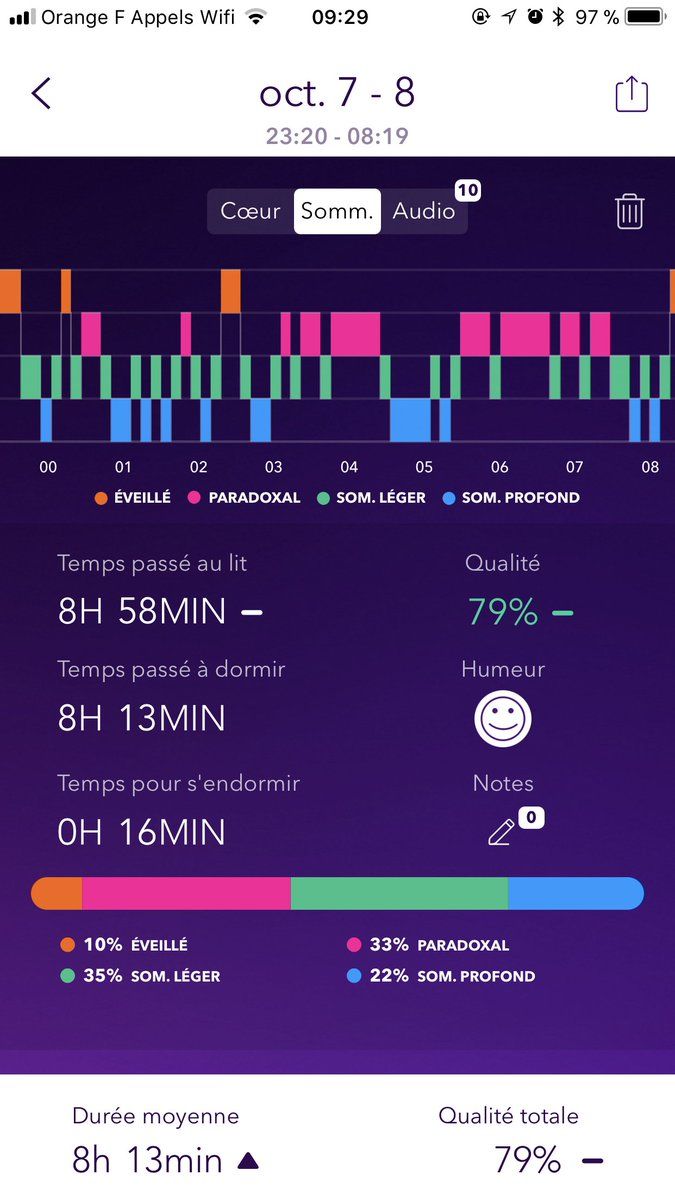 Orange F Appels Wifi 09:29 97 %
oct. 7 - 8
23:20 - 08:19
10
Cœur Somm. Audio
00 01 02 03 04 05 06 07 08
ÉVEILLÉ PARADOXAL SOM. LÉGER SOM. PROFOND
Temps passé au lit Qualité
8H 58MIN 79%
Temps passé à dormir Humeur
8H 13MIN
Temps pour s'endormir Notes
0H 16MIN 0
10% ÉVEILLÉ 33% PARADOXAL
35% SOM. LÉGER 22% SOM. PROFOND
Durée moyenne Qualité totale
8h 13min 79%